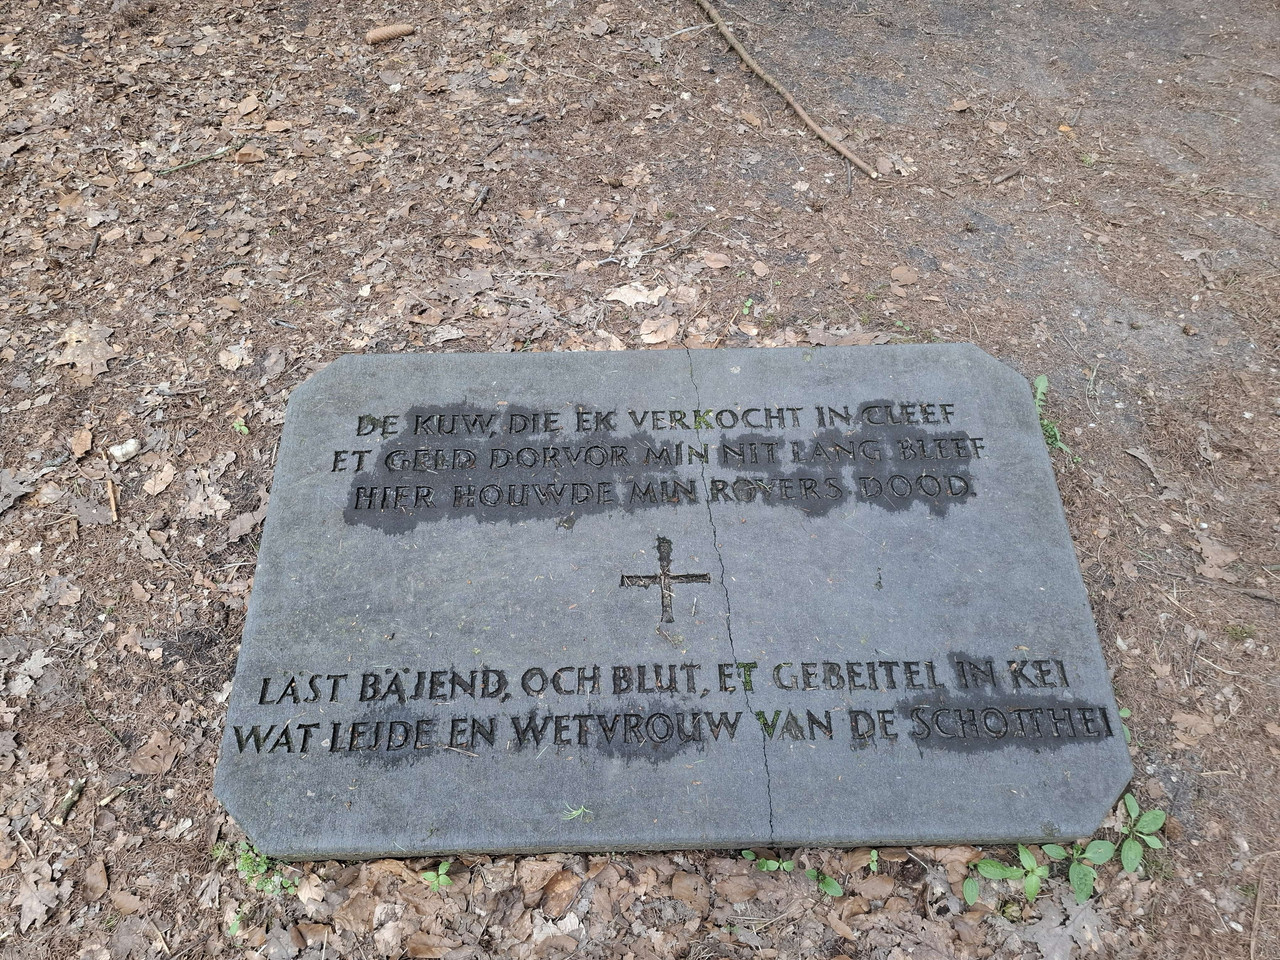 DE KUW, DIE EK VERKOCHT IN CLEEF
ET GELD DORVOR MIN NIT LANG BLEEF
HIER HOUWDE MIN ROVERS DOOD.
LÄST BÄJEND, OCH BLUT, ET GEBEITEL IN KEI
WAT LEJDE EN WETVROUW VAN DE SCHOTTHEI